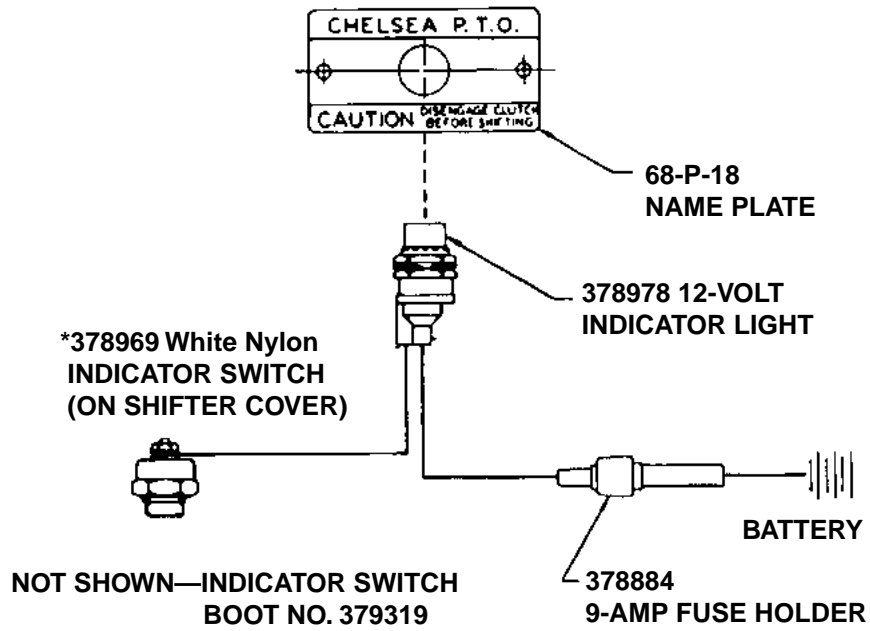 CHELSEA P.T.O.
CAUTION DISENGAGE CLUTCH
BEFORE SHIFTING
68-P-18
NAME PLATE
378978 12-VOLT
INDICATOR LIGHT
*378969 White Nylon
INDICATOR SWITCH
(ON SHIFTER COVER)
BATTERY
NOT SHOWN—INDICATOR SWITCH
BOOT NO. 379319
378884
9-AMP FUSE HOLDER